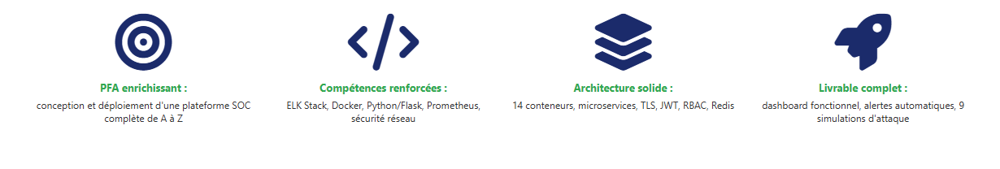 PFA enrichissant :
conception et déploiement d'une plateforme SOC
complète de A à Z
Compétences renforcées :
ELK Stack, Docker, Python/Flask, Prometheus,
sécurité réseau
Architecture solide :
14 conteneurs, microservices, TLS, JWT, RBAC, Redis
Livrable complet :
dashboard fonctionnel, alertes automatiques, 9
simulations d'attaque